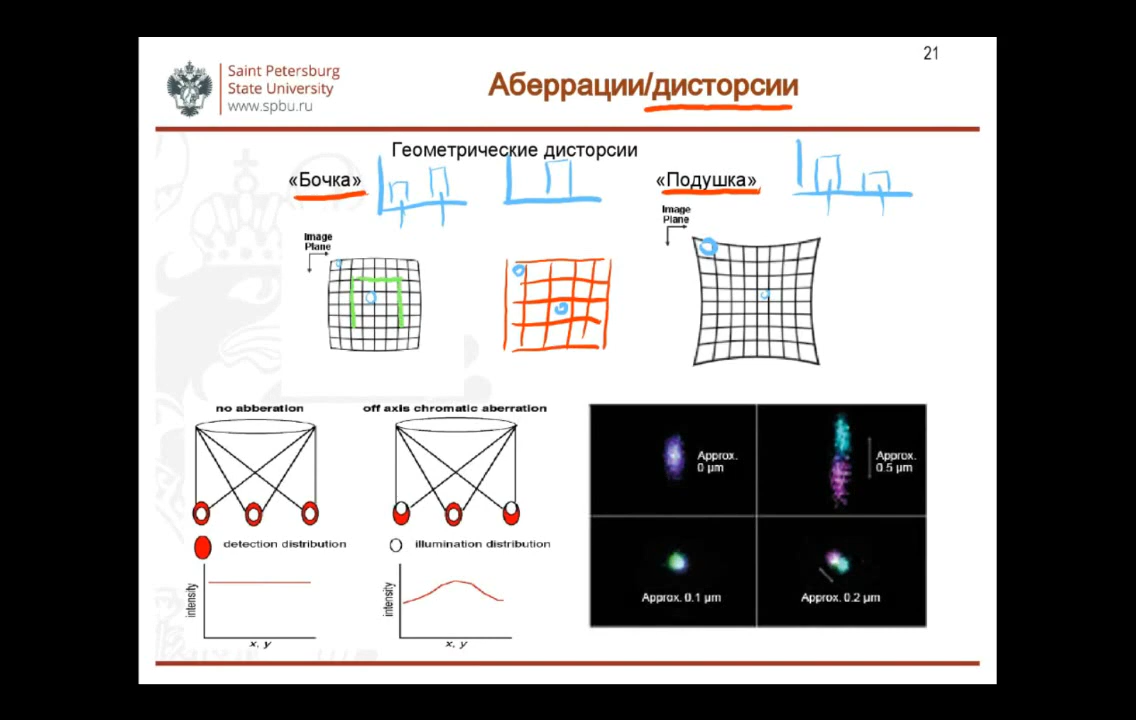 21
Saint Petersburg
State University
www.spbu.ru
Аберрации/дисторсии
Геометрические дисторсии
«Бочка»
«Подушка»
Image
Plane
Image
Plane
no abberation
off axis chromatic aberration
detection distribution
illumination distribution
intensity
x, y
intensity
x, y
Approx.
0 µm
Approx.
0.5 µm
Approx. 0.1 µm
Approx. 0.2 µm